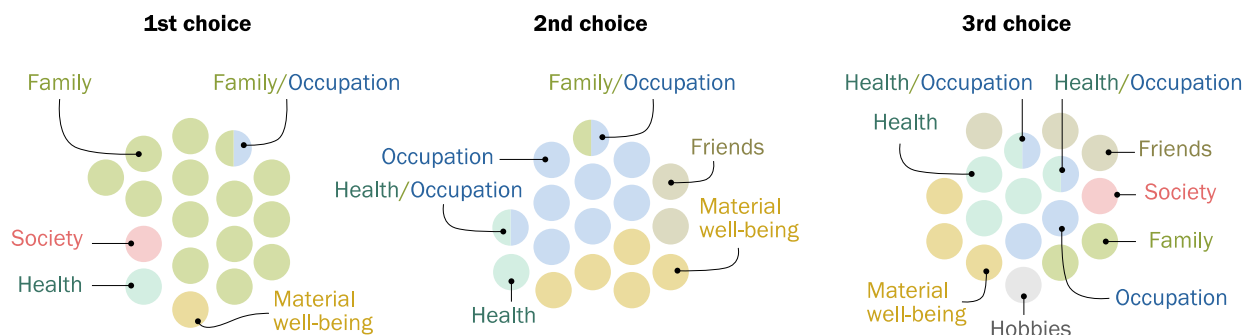 1st choice
2nd choice
3rd choice
Family
Family/Occupation
Society
Health
Material
well-being
Family/Occupation
Occupation
Health/Occupation
Friends
Material
well-being
Health
Health/Occupation
Health/Occupation
Health
Friends
Society
Family
Material
well-being
Occupation
Hobbies